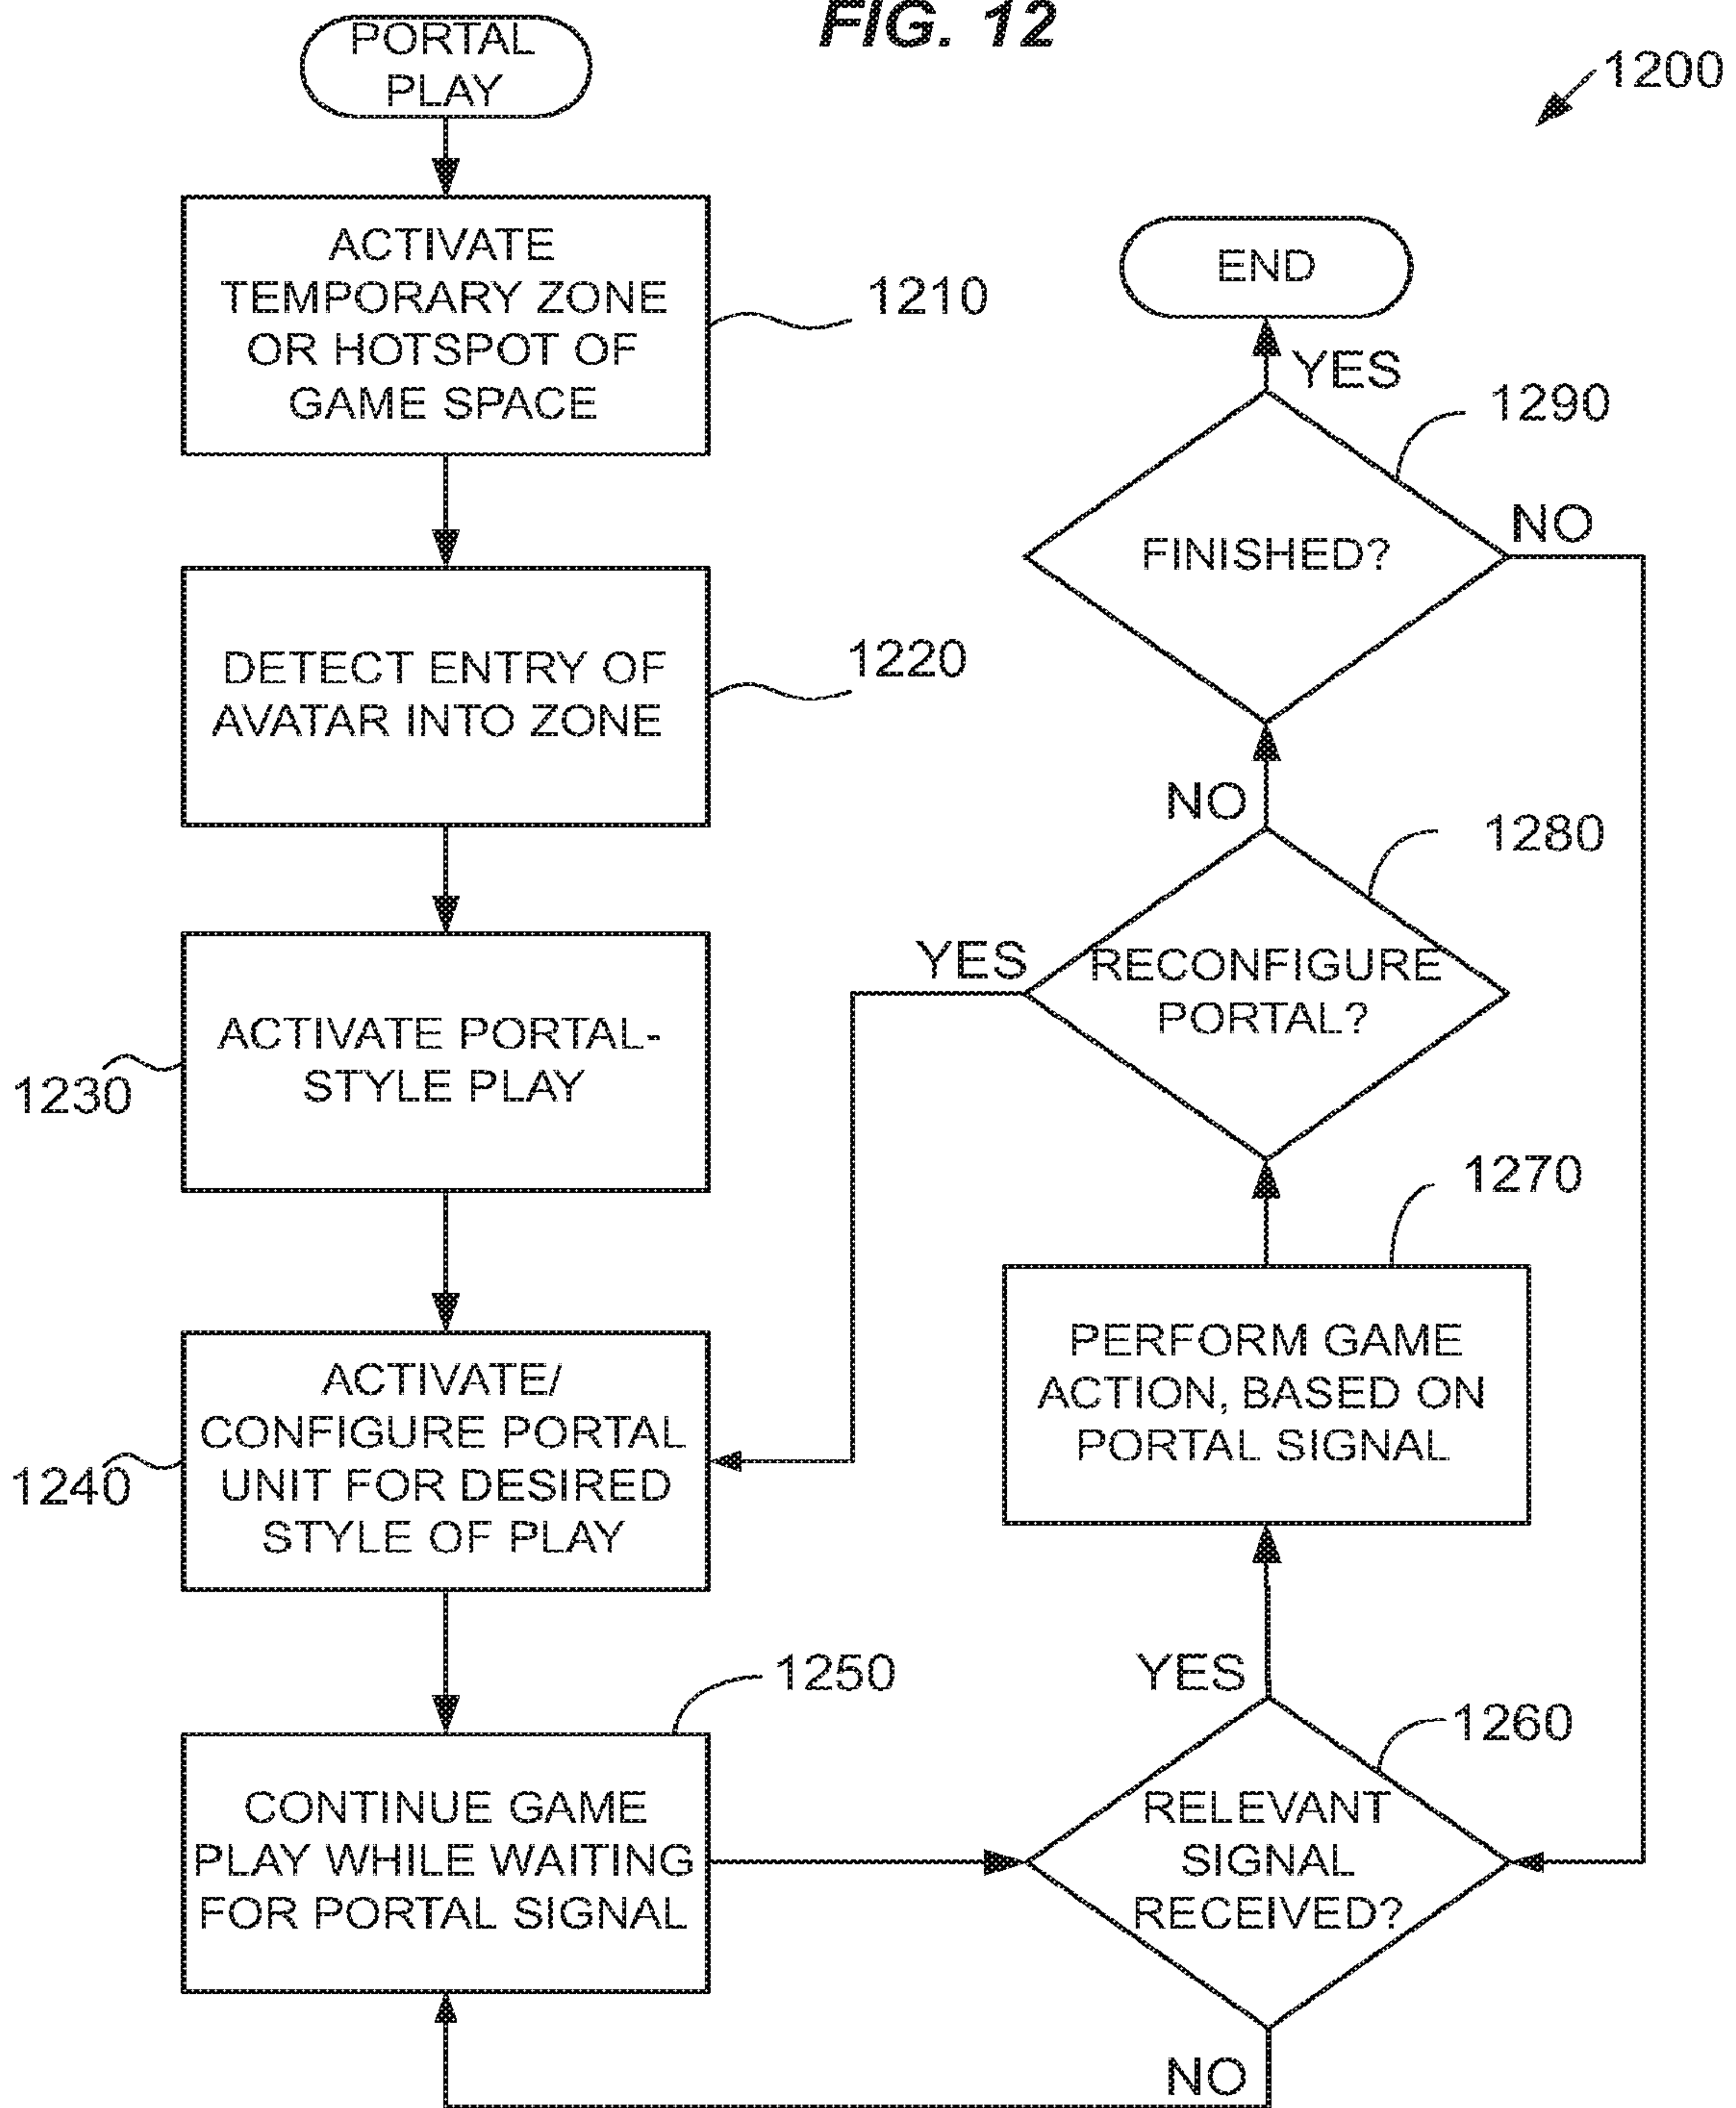 FIG. 12
1200
PORTAL
PLAY
ACTIVATE
TEMPORARY ZONE
OR HOTSPOT OF
GAME SPACE
1210
DETECT ENTRY OF
AVATAR INTO ZONE
1220
ACTIVATE PORTAL-
STYLE PLAY
1230
ACTIVATE/
CONFIGURE PORTAL
UNIT FOR DESIRED
STYLE OF PLAY
1240
CONTINUE GAME
PLAY WHILE WAITING
FOR PORTAL SIGNAL
1250
RELEVANT
SIGNAL
RECEIVED?
1260
NO
YES
PERFORM GAME
ACTION, BASED ON
PORTAL SIGNAL
1270
RECONFIGURE
PORTAL?
1280
YES
NO
FINISHED?
1290
NO
YES
END